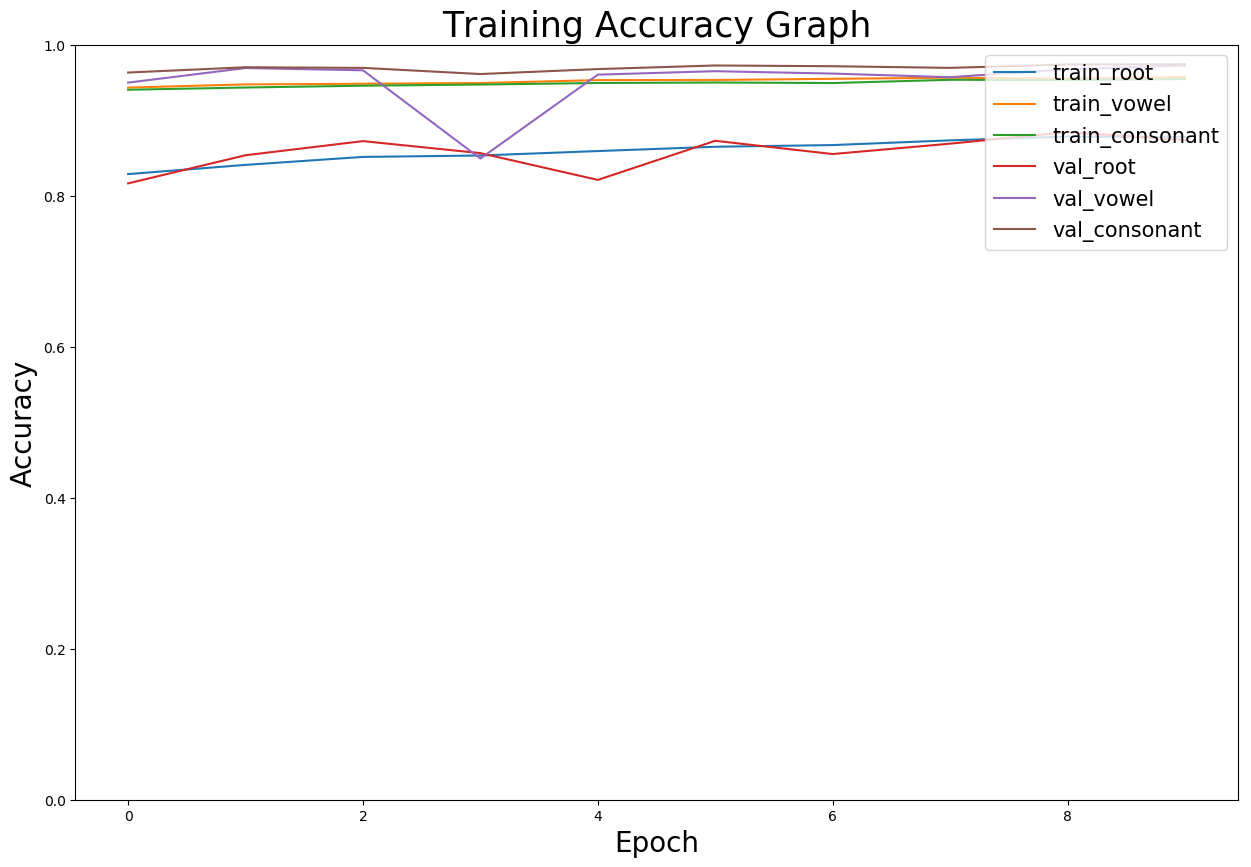 Training Accuracy Graph
1.0
0.8
0.6
0.4
0.2
0.0
Accuracy
train_root
train_vowel
train_consonant
val_root
val_vowel
val_consonant
0 2 4 6 8
Epoch